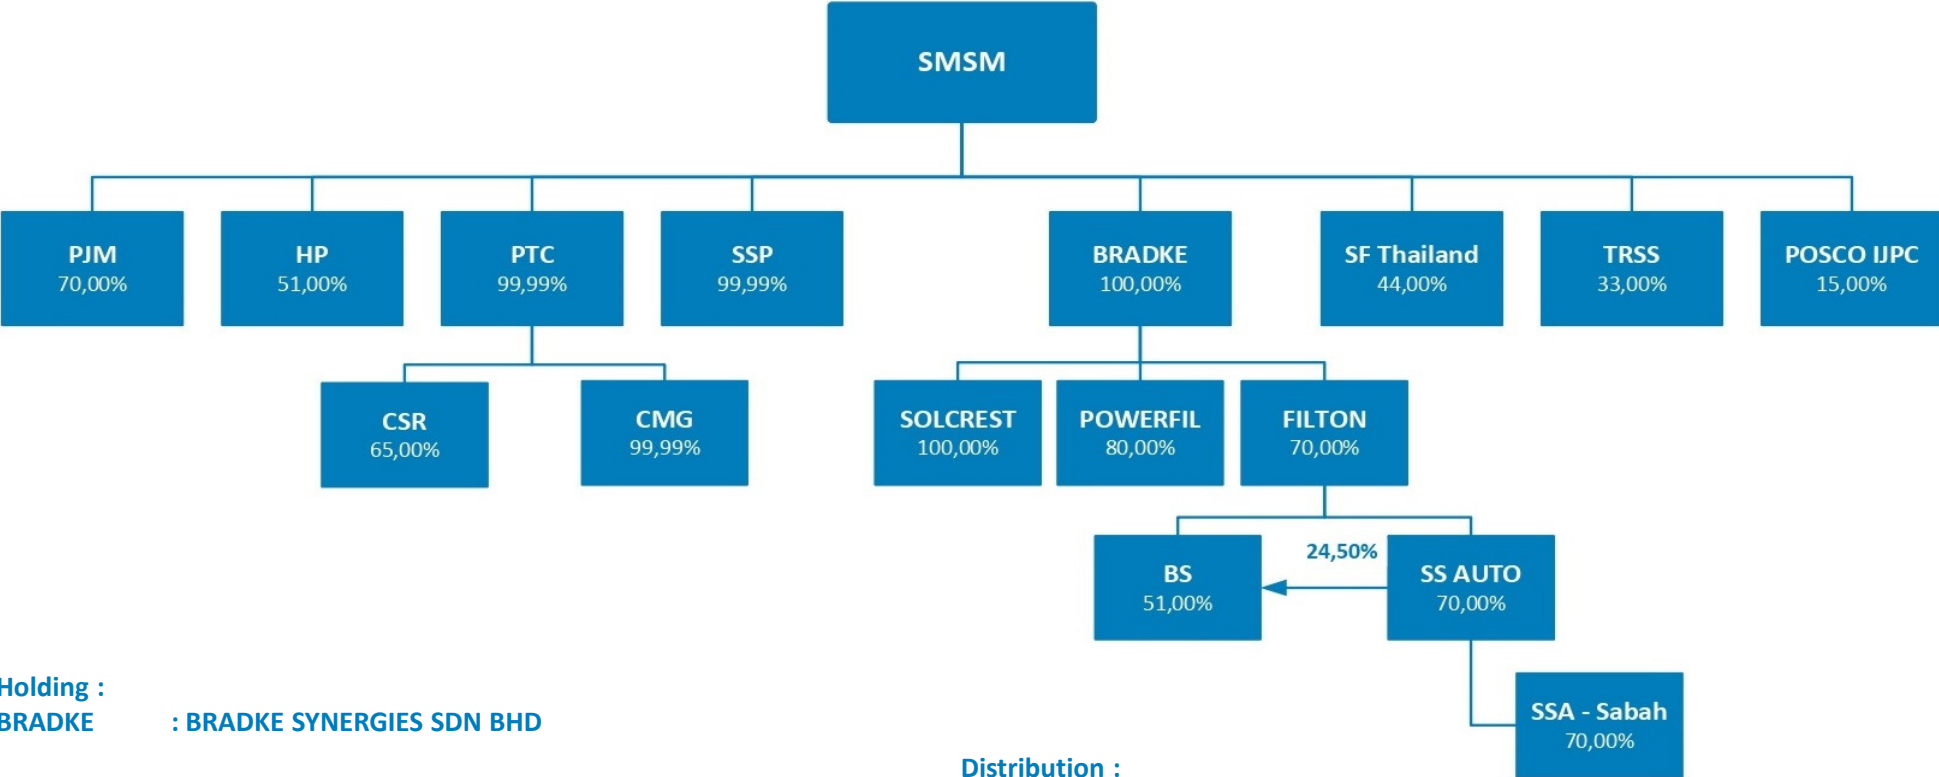 SMSM
PJM
70,00%
HP
51,00%
PTC
99,99%
SSP
99,99%
BRADKE
100,00%
SF Thailand
44,00%
TRSS
33,00%
POSCO IJPC
15,00%
CSR
65,00%
CMG
99,99%
SOLCREST
100,00%
POWERFIL
80,00%
FILTON
70,00%
BS
51,00%
24,50%
SS AUTO
70,00%
SSA - Sabah
70,00%
Holding :
BRADKE : BRADKE SYNERGIES SDN BHD
Distribution :